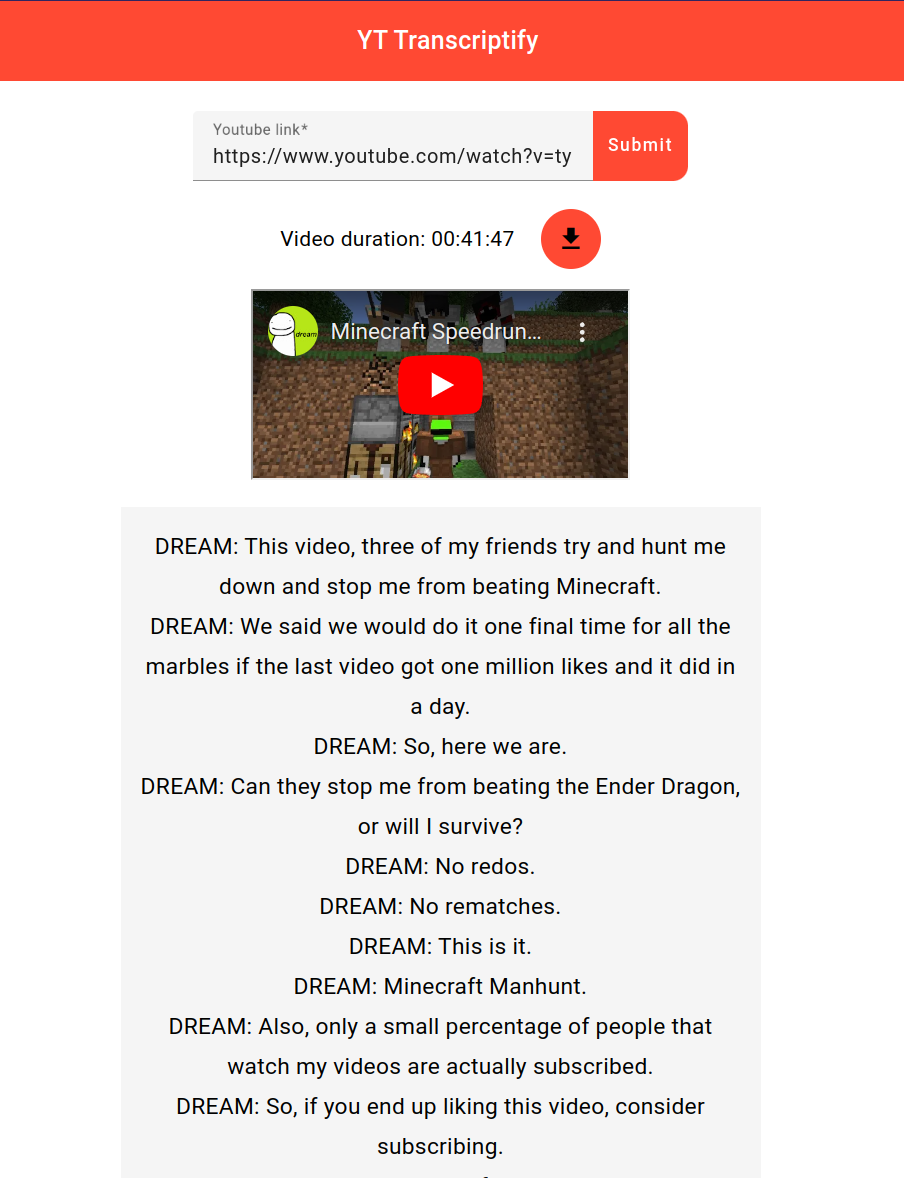 YT Transcriptify
Youtube link*
https://www.youtube.com/watch?v=ty
Submit
Video duration: 00:41:47
dream
Minecraft Speedrun...
DREAM: This video, three of my friends try and hunt me
down and stop me from beating Minecraft.
DREAM: We said we would do it one final time for all the
marbles if the last video got one million likes and it did in
a day.
DREAM: So, here we are.
DREAM: Can they stop me from beating the Ender Dragon,
or will I survive?
DREAM: No redos.
DREAM: No rematches.
DREAM: This is it.
DREAM: Minecraft Manhunt.
DREAM: Also, only a small percentage of people that
watch my videos are actually subscribed.
DREAM: So, if you end up liking this video, consider
subscribing.